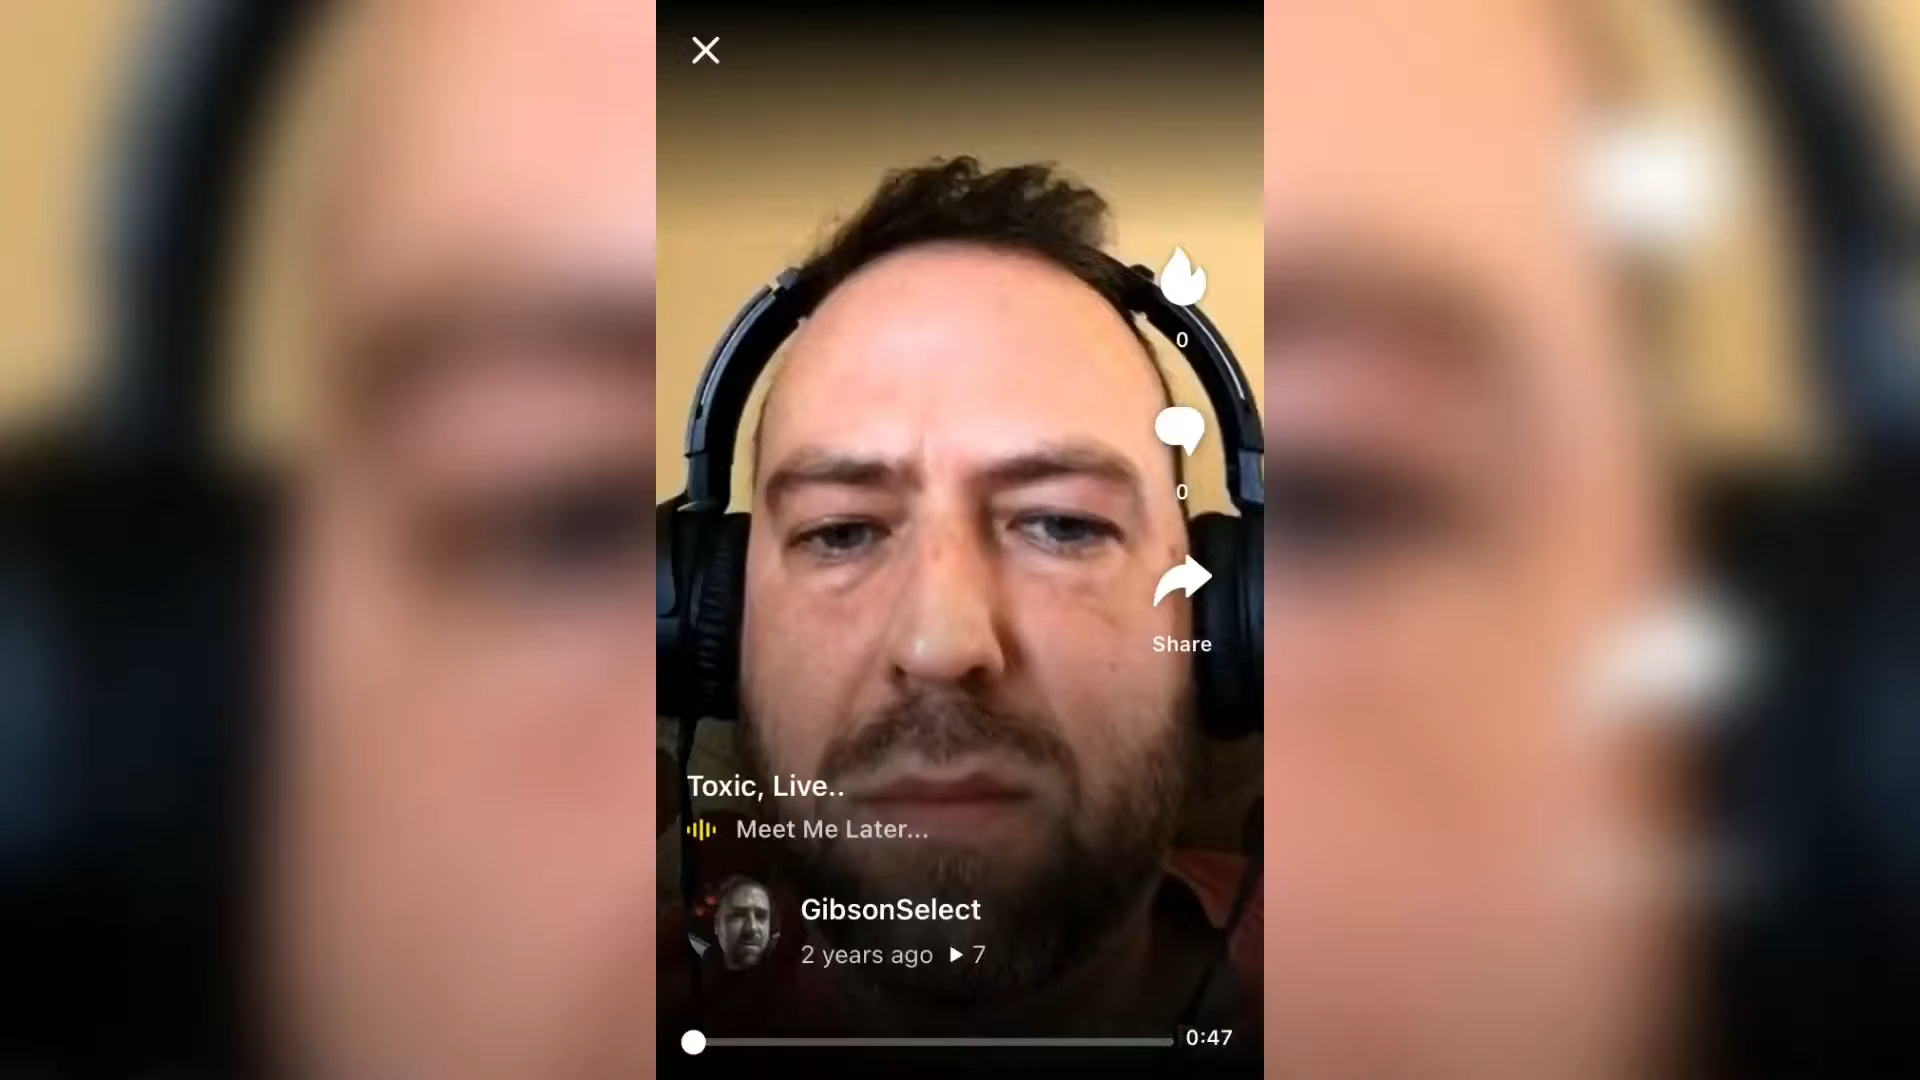 0
0
Share
Toxic, Live..
Meet Me Later...
GibsonSelect
2 years ago 7
0:47